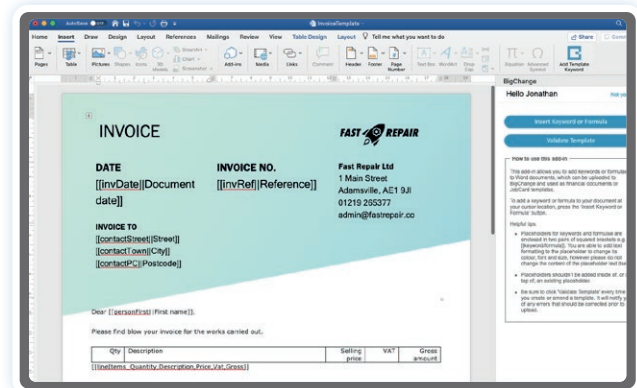 AutoSave
InvoiceTemplate
Home Insert Draw Design Layout References Mailings Review View Table Design Layout Tell me what you want to do Share
Pages Table Pictures Shapes Icons 3D Models SmartArt Chart Screenshot Add-ins Media Links Comment Header Footer Page Number Text Box WordArt Drop Cap Equation Advanced Symbol Add Template Keyword
BigChange
Hello Jonathan
Insert Keyword or Formula
Validate Template
How to use this add-in
This add-in allows you to add keywords or formulas
to Word documents, which can be uploaded to
BigChange and used as financial documents or
JobCard templates.
To add a keyword or formula to your document at
your cursor location, press the 'Insert Keyword or
Formula' button.
Helpful tips
Placeholders for keywords and formulas are
enclosed in two pairs of squared brackets e.g.
[[keyword/formula]]. You are able to add text
formatting to the placeholder to change its
colour, font and size, however please do not
change the content of the placeholder text itself
Placeholders shouldn't be added inside of, or
top of, an existing placeholder.
Be sure to click 'Validate Template' every time
you create or amend a template. It will notify
of any errors that should be corrected prior to
upload.
INVOICE
FAST REPAIR
DATE
[[invDate||Document
date]]
INVOICE NO.
[[invRef||Reference]]
Fast Repair Ltd
1 Main Street
Adamsville, AE1 9JI
01219 265377
admin@fastrepair.co
INVOICE TO
[[contactStreet||Street]]
[[contactTown||City]]
[[contactPC||Postcode]]
Dear [[personfirst||First name]],
Please find blow your invoice for the works carried out.
Qty Description Selling price VAT Gross amount
[[lineItems_Quantity,Description,Price,Vat,Gross]]